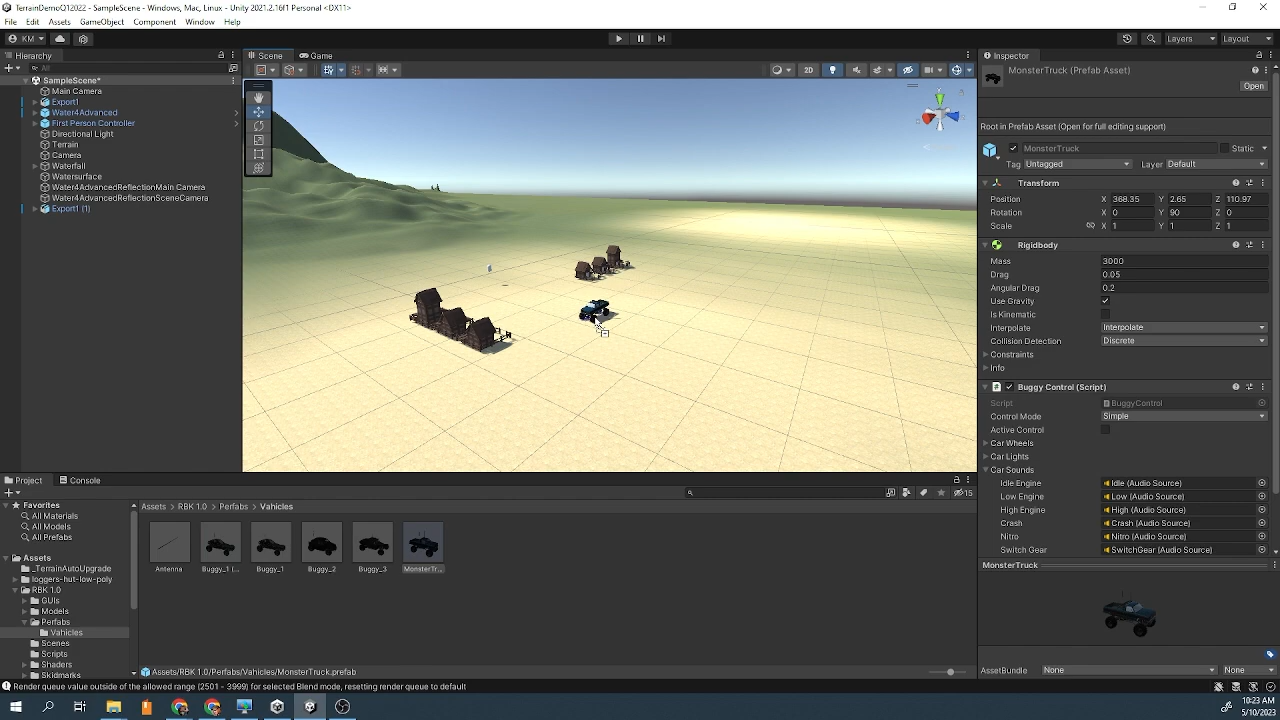 TerrainDemoQ12022 - SampleScene - Windows, Mac, Linux - Unity 2021.2.16f1 Personal <DX11>
File Edit Assets GameObject Component Window Help
KM Layers Layout
Hierarchy
All
SampleScene*
Main Camera
Export1
Water4Advanced
First Person Controller
Directional Light
Terrain
Camera
Waterfall
Watersurface
Water4AdvancedReflectionMain Camera
Water4AdvancedReflectionSceneCamera
Export1 (1)
Scene Game
2D
Inspector
MonsterTruck (Prefab Asset)
Open
Root in Prefab Asset (Open for full editing support)
MonsterTruck Static
Tag Untagged Layer Default
Transform
Position X 368.35 Y 2.65 Z 110.97
Rotation X 0 Y 90 Z 0
Scale X 1 Y 1 Z 1
Rigidbody
Mass 3000
Drag 0.05
Angular Drag 0.2
Use Gravity
Is Kinematic
Interpolate Interpolate
Collision Detection Discrete
Constraints
Info
Buggy Control (Script)
Script BuggyControl
Control Mode Simple
Active Control
Car Wheels
Car Lights
Car Sounds
Idle Engine Idle (Audio Source)
Low Engine Low (Audio Source)
High Engine High (Audio Source)
Crash Crash (Audio Source)
Nitro Nitro (Audio Source)
Switch Gear SwitchGear (Audio Source)
MonsterTruck
AssetBundle None None
Project Console
15
Favorites
All Materials
All Models
All Prefabs
Assets
_TerrainAutoUpgrade
loggers-hut-low-poly
RBK 1.0
GUIs
Models
Perfabs
Vahicles
Scenes
Scripts
Shaders
Skidmarks
Assets > RBK 1.0 > Perfabs > Vahicles
Antenna Buggy_1 (... Buggy_1 Buggy_2 Buggy_3 MonsterTr...
Assets/RBK 1.0/Perfabs/Vahicles/MonsterTruck.prefab
Render queue value outside of the allowed range (2501 - 3999) for selected Blend mode, resetting render queue to default
10:23 AM
5/10/2023